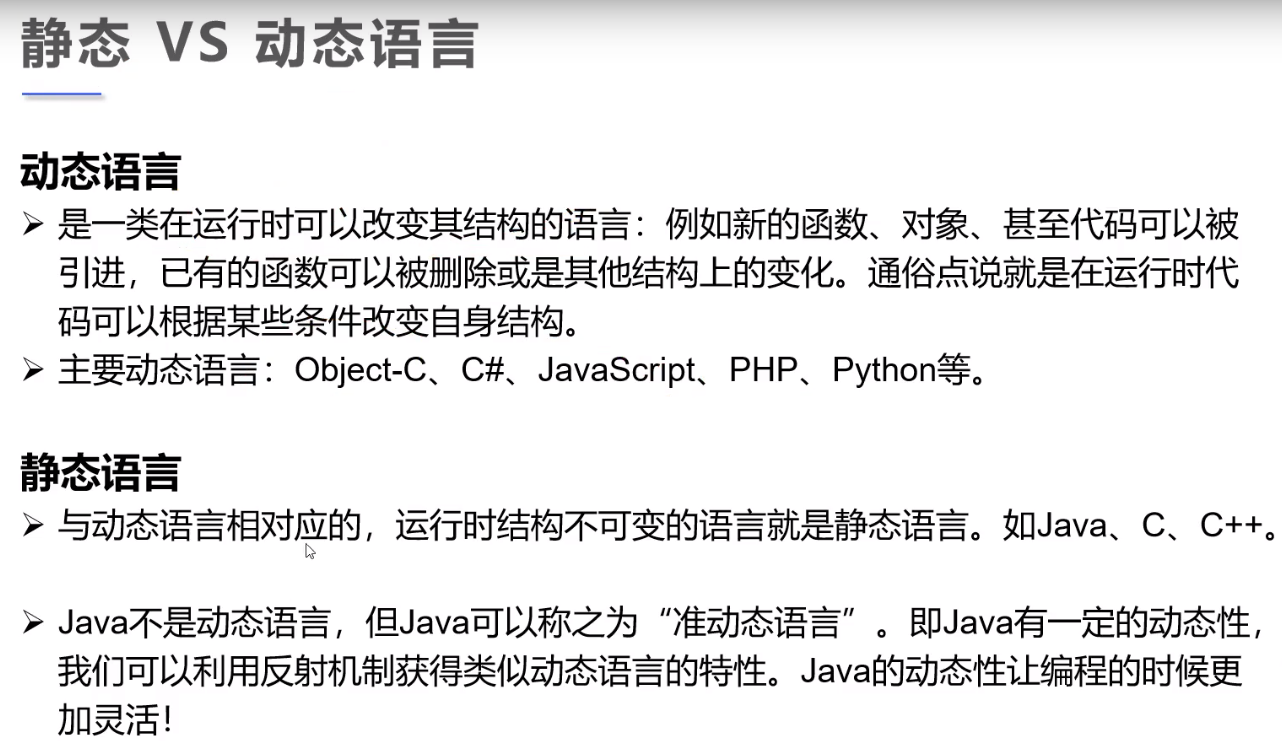 静态 VS 动态语言
动态语言
➢ 是一类在运行时可以改变其结构的语言：例如新的函数、对象、甚至代码可以被
引进，已有的函数可以被删除或是其他结构上的变化。通俗点说就是在运行时代
码可以根据某些条件改变自身结构。
➢ 主要动态语言：Object-C、C#、JavaScript、PHP、Python等。
静态语言
➢ 与动态语言相对应的，运行时结构不可变的语言就是静态语言。如Java、C、C++。
➢ Java不是动态语言，但Java可以称之为“准动态语言”。即Java有一定的动态性，
我们可以利用反射机制获得类似动态语言的特性。Java的动态性让编程的时候更
加灵活！